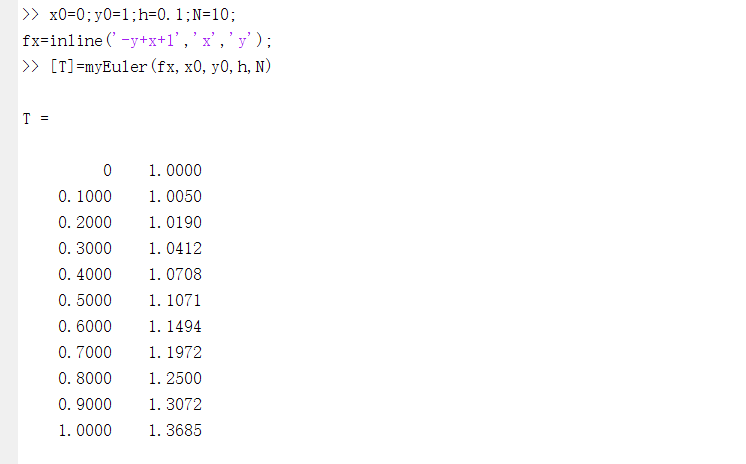 >> x0=0;y0=1;h=0.1;N=10;
fx=inline('-y+x+1','x','y');
>> [T]=myEuler(fx,x0,y0,h,N)
T =
0 1.0000
0.1000 1.0050
0.2000 1.0190
0.3000 1.0412
0.4000 1.0708
0.5000 1.1071
0.6000 1.1494
0.7000 1.1972
0.8000 1.2500
0.9000 1.3072
1.0000 1.3685